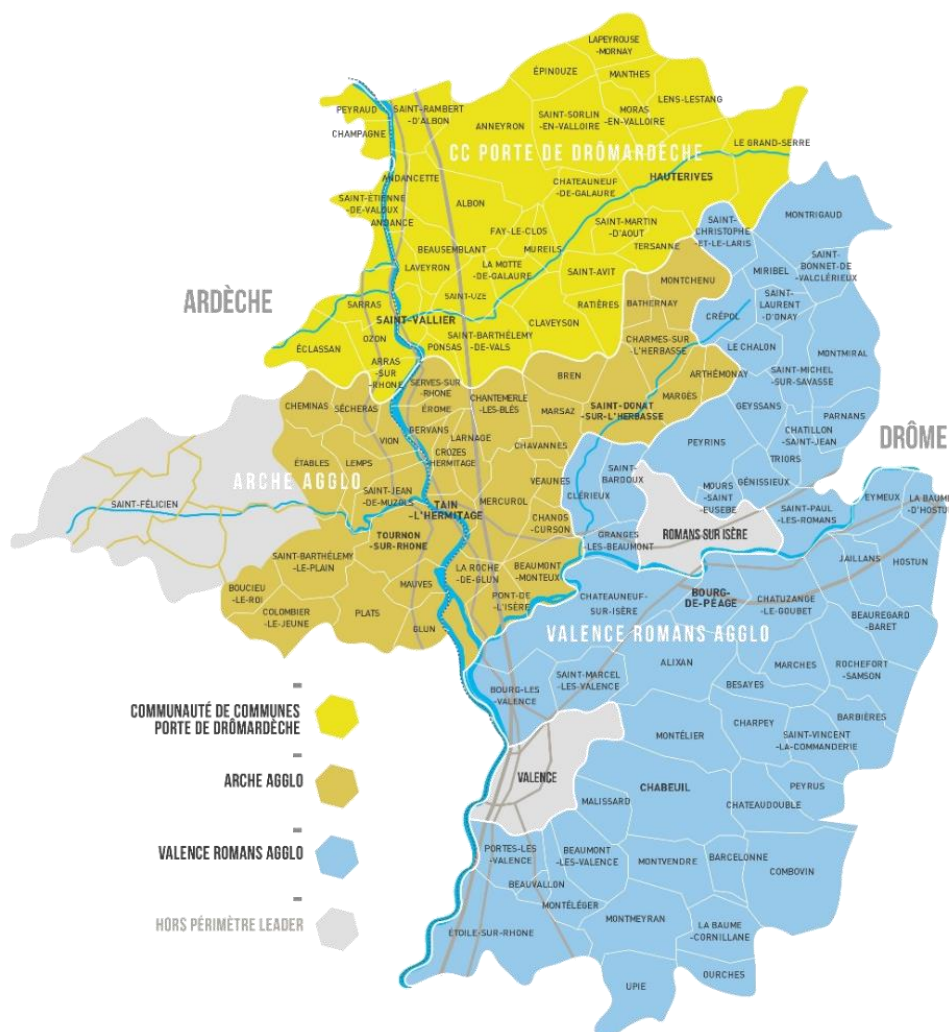 LAPEYROUSE
-MORNAY
ÉPINOUZE
MANTHES
LENS-LESTANG
PEYRAUD
SAINT-RAMBERT
-D'ALBON
SAINT-SORLIN
-EN-VALLOIRE
MORAS
-EN-VALLOIRE
ANNEYRON
CHAMPAGNE
LE GRAND-SERRE
CC PORTE DE DRÔMARDÈCHE
ANDANCETTE
CHATEAUNEUF
-DE-GALAURE
HAUTERIVES
SAINT-ÉTIENNE
-DE-VALOUX
ALBON
ANDANCE
FAY-LE-CLOS
SAINT-MARTIN
-D'AOUT
SAINT-
CHRISTOPHE
-ET-LE-LARIS
MONTRIGAUD
BEAUSEMBLANT
MUREILS
TERSANNE
SAINT-
BONNET-DE-
VALCLÉRIEUX
LAVEYRON
LA MOTTE
-DE-GALAURE
SAINT-AVIT
MONTCHENU
MIRIBEL
ARDÈCHE
SARRAS
SAINT-UZE
RATIÈRES
BATHERNAY
SAINT-
LAURENT
-D'ONAY
SAINT-VALLIER
CLAVEYSON
CRÉPOL
OZON
PONSAS
SAINT-BARTHÉLEMY
-DE-VALS
CHARMES-SUR
-L'HERBASSE
LE CHALON
MONTMIRAL
ÉCLASSAN
ARRAS
-SUR
-RHONE
SERVES-SUR
-RHONE
BREN
ARTHÉMONAY
SAINT-MICHEL
-SUR-SAVASSE
CHEMINAS
SÉCHERAS
ÉROME
CHANTEMERLE
-LES-BLÉS
MARSAZ
SAINT-DONAT
-SUR-L'HERBASSE
MARGÈS
GEYSSANS
PARNANS
GERVANS
VION
LARNAGE
CHAVANNES
PEYRINS
CHATILLON
-SAINT-JEAN
DRÔME
CROZES
HERMITAGE
TRIORS
ÉTABLES
LEMPS
ARCHE AGGLO
VEAUNES
SAINT-
BARDOUX
CLÉRIEUX
MOURS
-SAINT
-EUSEBE
GÉNISSIEUX
SAINT-FÉLICIEN
SAINT-JEAN
-DE-MUZOLS
TAIN
-L'HERMITAGE
MERCUROL
CHANOS
-CURSON
SAINT-PAUL
-LES-ROMANS
EYMEUX
LA BAUME
-D'HOSTUN
TOURNON
-SUR-RHONE
GRANGES
-LES-BEAUMONT
ROMANS SUR ISÈRE
SAINT-BARTHÉLEMY
-LE-PLAIN
LA ROCHE
-DE-GLUN
BEAUMONT
-MONTEUX
JAILLANS
HOSTUN
BOUCIEU
-LE-ROI
MAUVES
PONT-DE
-L'ISÈRE
CHATEAUNEUF
-SUR-ISÈRE
BOURG-
DE-PÉAGE
CHATUZANGE
-LE-GOUBET
COLOMBIER
-LE-JEUNE
PLATS
GLUN
VALENCE ROMANS AGGLO
BEAUREGARD
-BARET
ALIXAN
MARCHES
ROCHEFORT
-SAMSON
SAINT-MARCEL
-LES-VALENCE
BESAYES
BOURG-LES
-VALENCE
COMMUNAUTÉ DE COMMUNES
PORTE DE DRÔMARDÈCHE
CHARPEY
BARBIÈRES
MONTÉLIER
SAINT-VINCENT
-LA-COMMANDERIE
ARCHE AGGLO
VALENCE
CHABEUIL
PEYRUS
MALISSARD
CHATEAUDOUBLE
VALENCE ROMANS AGGLO
PORTES-LES
-VALENCE
BEAUMONT
-LES-VALENCE
MONTVENDRE
BARCELONNE
COMBOVIN
BEAUVALLON
MONTÉLÉGER
HORS PÉRIMÈTRE LEADER
ÉTOILE-SUR-RHONE
MONTMEYRAN
LA BAUME
-CORNILLANE
UPIE
OURCHES